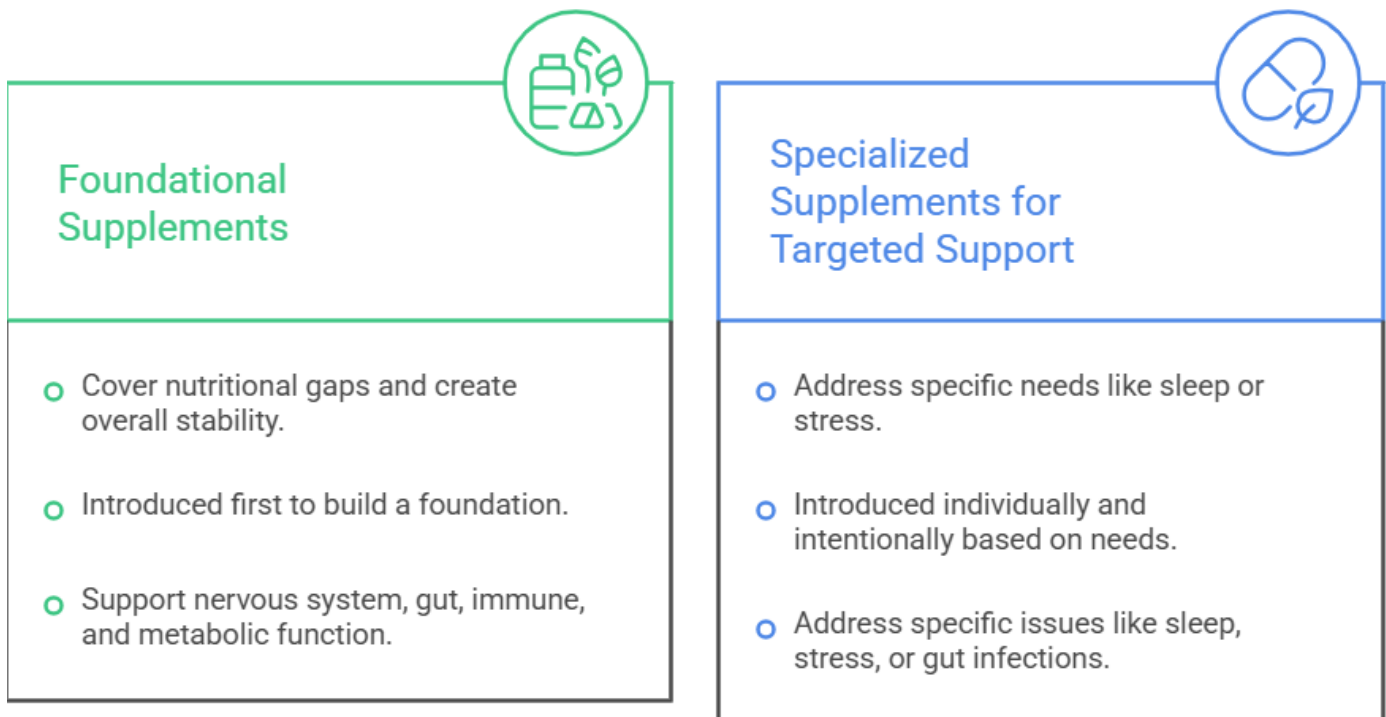 Foundational
Supplements
Cover nutritional gaps and create
overall stability.
Introduced first to build a foundation.
Support nervous system, gut, immune,
and metabolic function.
Specialized
Supplements for
Targeted Support
Address specific needs like sleep or
stress.
Introduced individually and
intentionally based on needs.
Address specific issues like sleep,
stress, or gut infections.